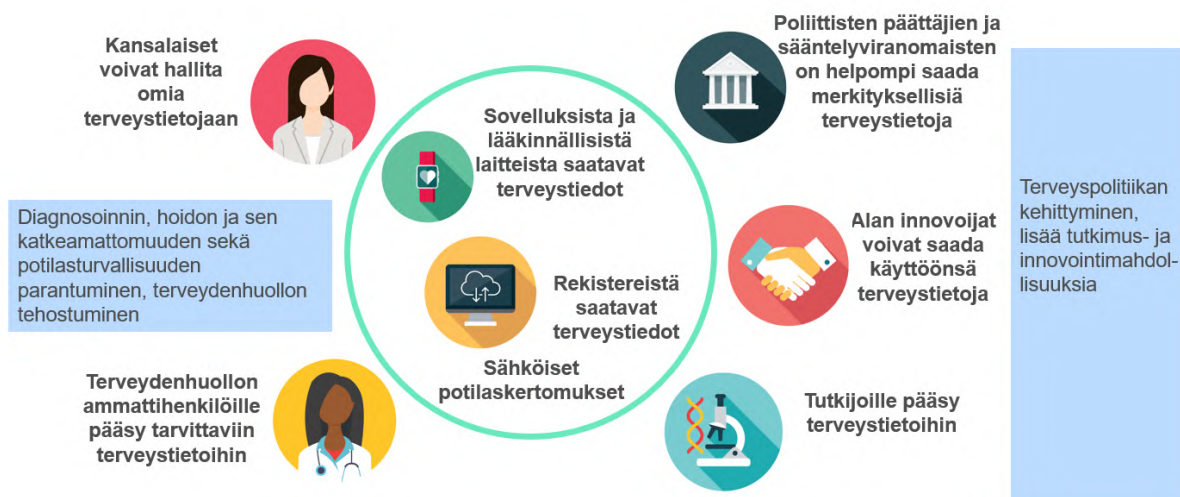 Kansalaiset
voivat hallita
omia
terveystietojaan
Diagnosoinnin, hoidon ja sen
katkeamattomuuden sekä
potilasturvallisuuden
parantuminen, terveydenhuollon
tehostuminen
Terveydenhuollon
ammattihenkilöille
pääsy tarvittaviin
terveystietoihin
Sovelluksista ja
lääkinnällisistä
laitteista saatavat
terveystiedot
Rekistereistä
saatavat
terveystiedot
Sähköiset
potilaskertomukset
Poliittisten päättäjien ja
sääntelyviranomaisten
on helpompi saada
merkityksellisiä
terveystietoja
Alan innovoijat
voivat saada
käyttöönsä
terveystietoja
Tutkijoille pääsy
terveystietoihin
Terveyspolitiikan
kehittyminen,
lisää tutkimus- ja
innovointimahdol-
lisuuksia